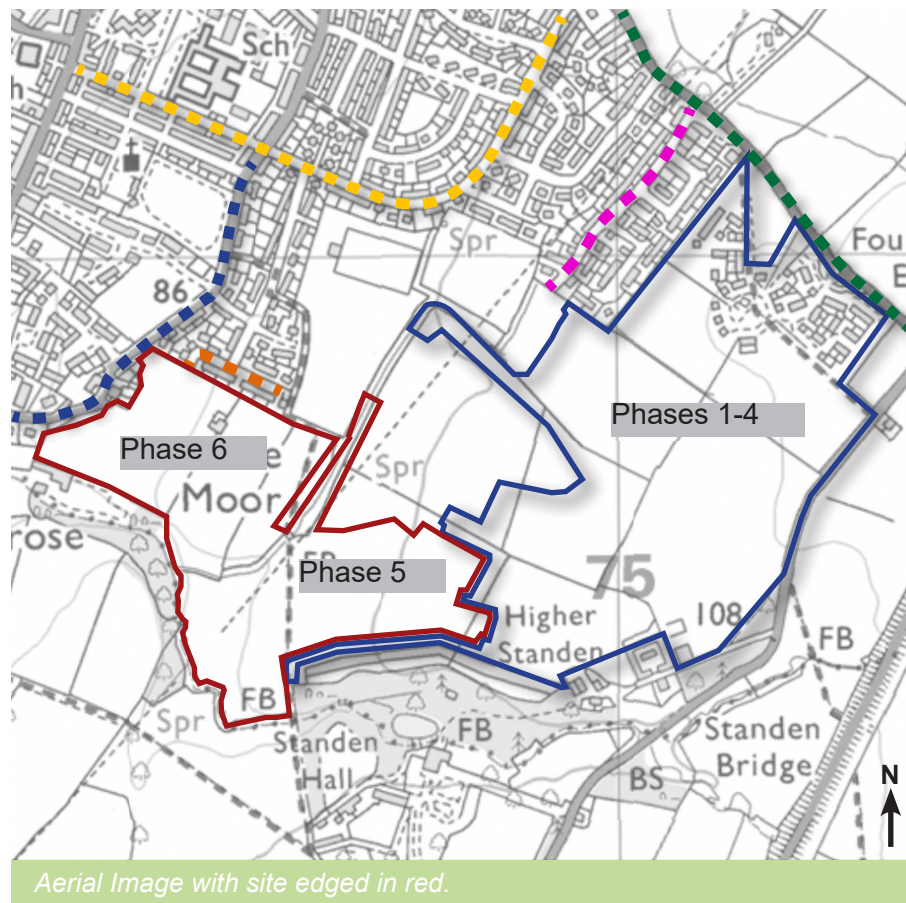 Sch
h
Spr
Fou
E
86
Phases 1-4
Phase 6
e
Moor
Spr
rose
Phase 5
75
Higher
Standen
108
FB
FB
Spr
FB
Standen
Hall
Standen
Bridge
BS
N
Aerial Image with site edged in red.